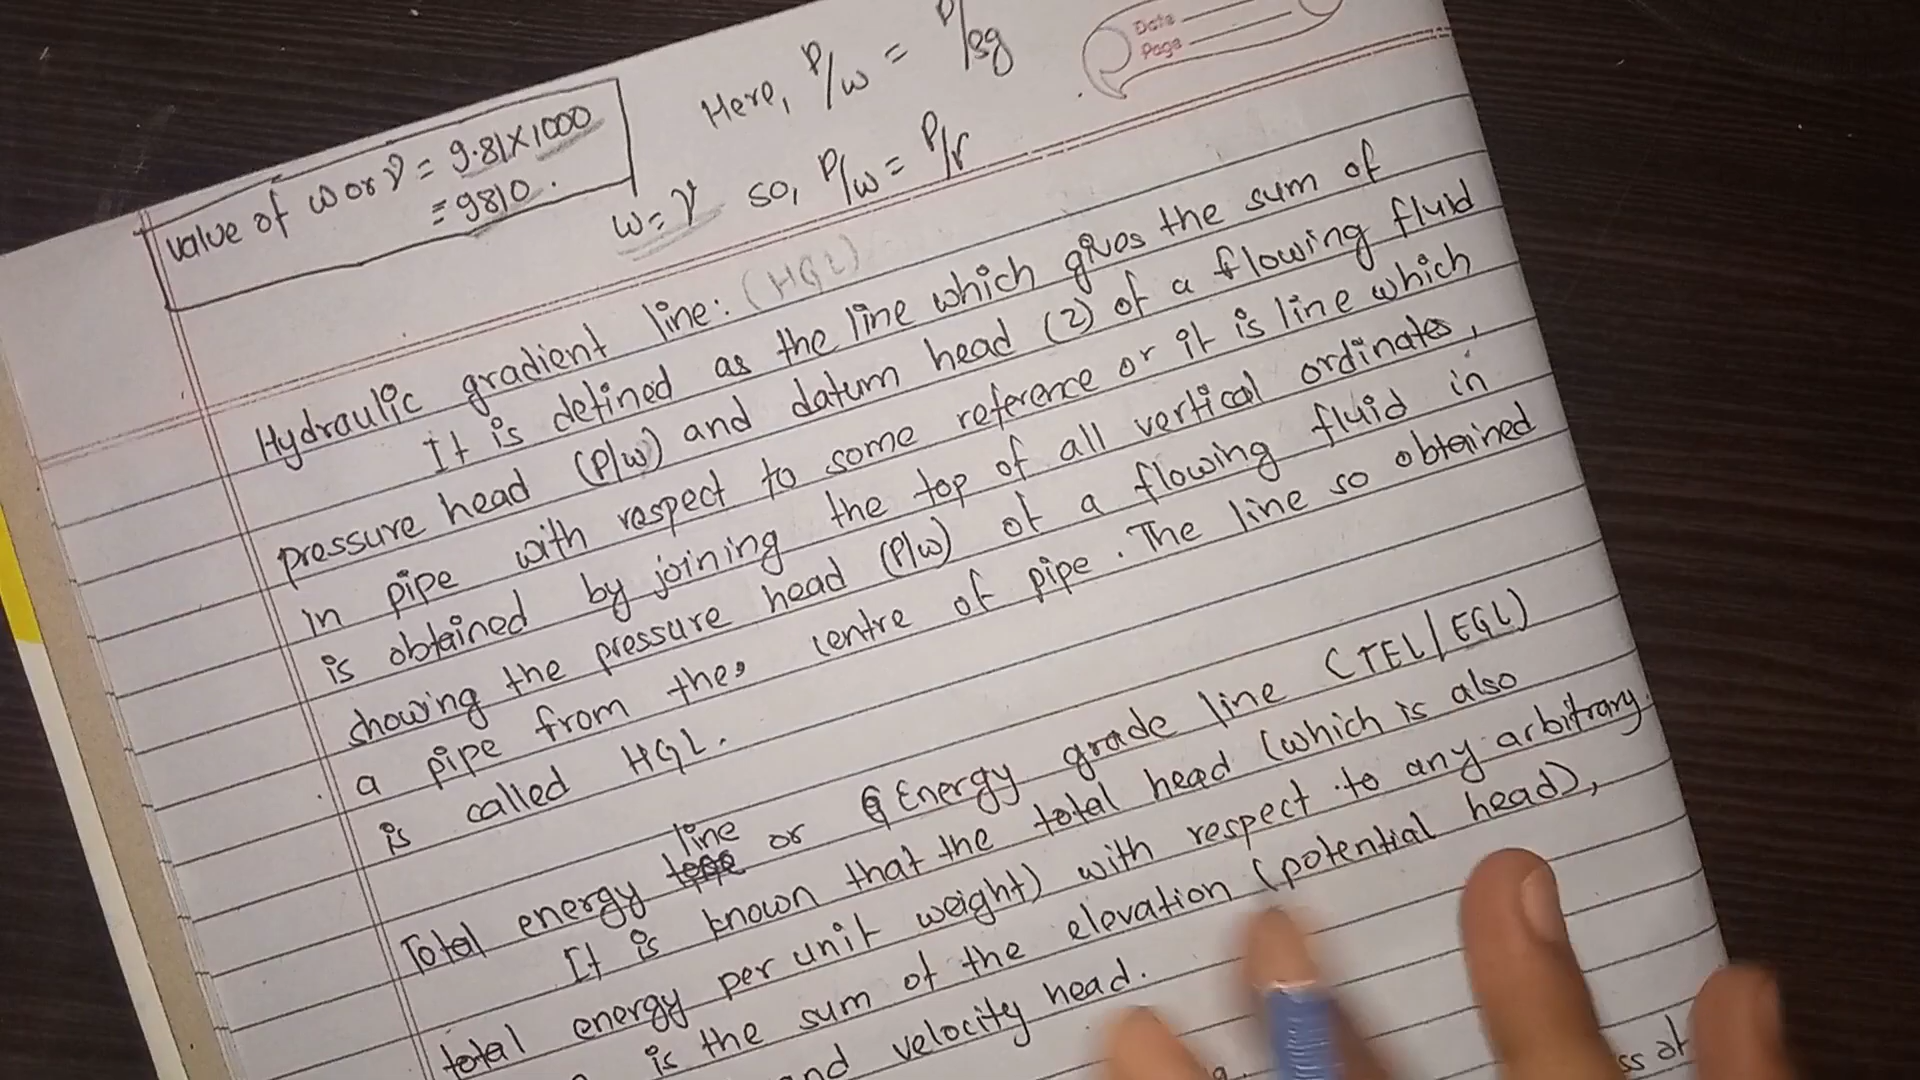 Date
Page
Here, P/w = P/sg
value of w or γ = 9.81×1000
= 9810.
w = γ so, P/w = P/r
Hydraulic gradient line: (HGL)
It is defined as the line which gives the sum of
pressure head (P/w) and datum head (z) of a flowing fluid
in pipe with respect to some reference or it is line which
is obtained by joining the top of all vertical ordinates,
showing the pressure head (P/w) of a flowing fluid in
a pipe from the, centre of pipe. The line so obtained
is called HGL.
Total energy line or Energy grade line (TEL/EGL)
It is known that the total head (which is also
total energy per unit weight) with respect to any arbitrary
is the sum of the elevation (potential head),
and velocity head.